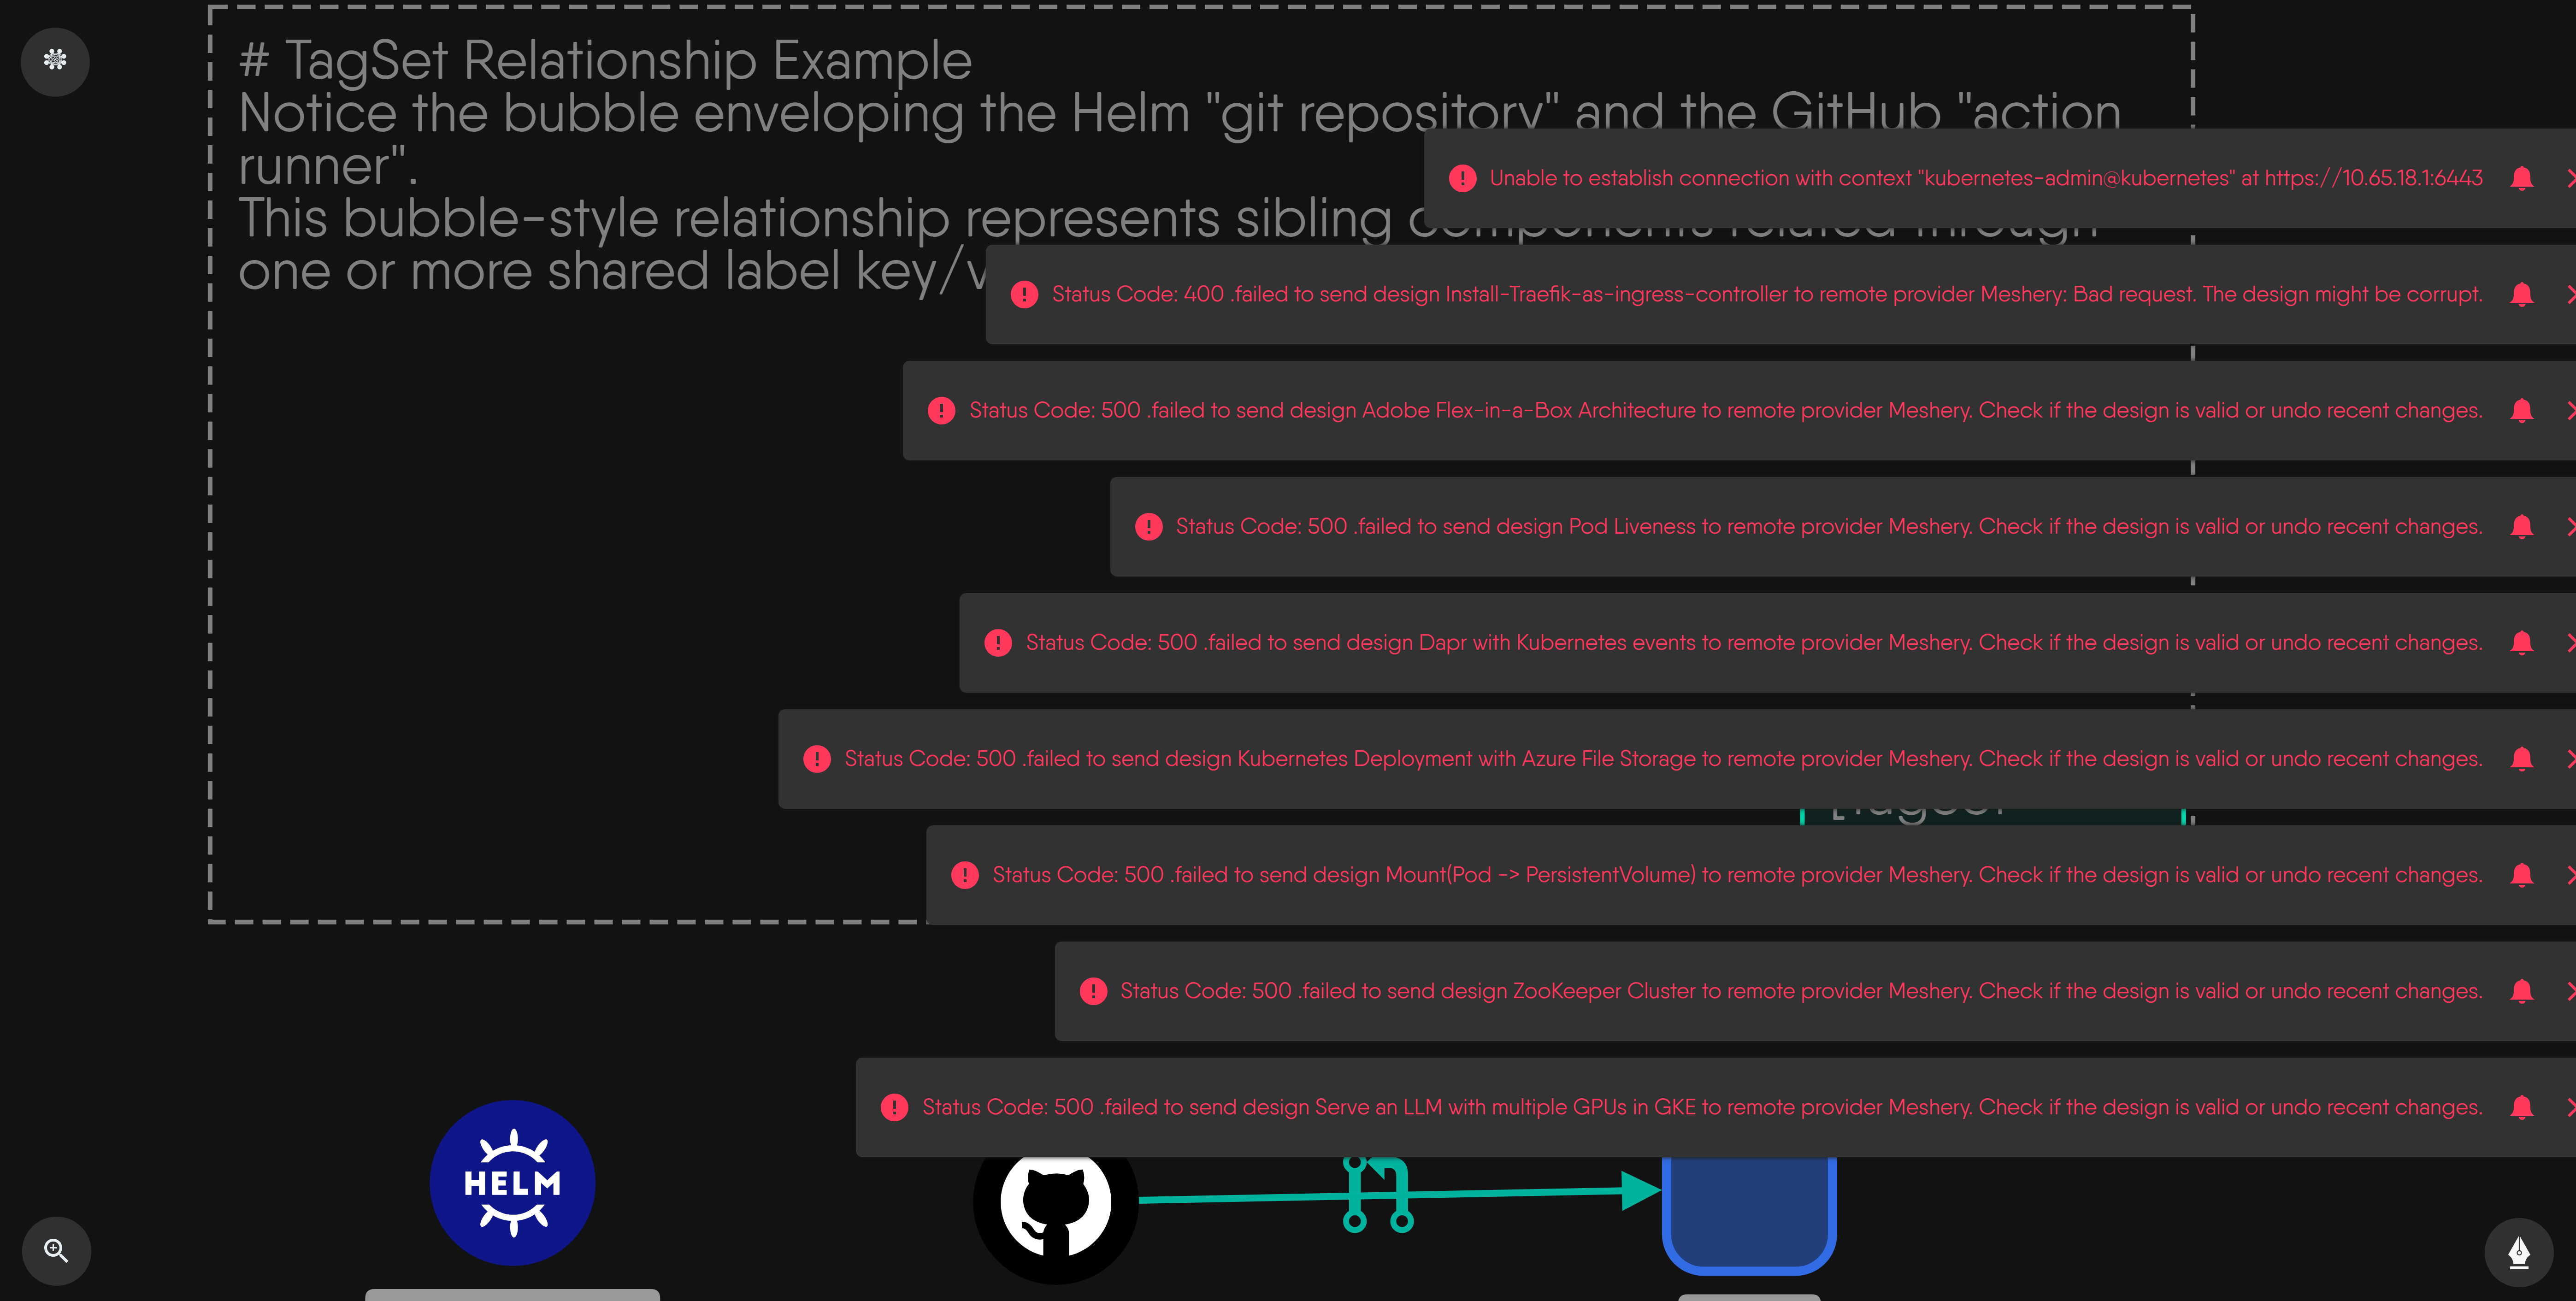 # TagSet Relationship Example
Notice the bubble enveloping the Helm "git repository" and the GitHub "action
runner".
Unable to establish connection with context "kubernetes-admin@kubernetes" at https://10.65.18.1:6443
This bubble-style relationship represents sibling components related through
one or more shared label key/v
Status Code: 400 .failed to send design Install-Traefik-as-ingress-controller to remote provider Meshery: Bad request. The design might be corrupt.
Status Code: 500 .failed to send design Adobe Flex-in-a-Box Architecture to remote provider Meshery. Check if the design is valid or undo recent changes.
Status Code: 500 .failed to send design Pod Liveness to remote provider Meshery. Check if the design is valid or undo recent changes.
Status Code: 500 .failed to send design Dapr with Kubernetes events to remote provider Meshery. Check if the design is valid or undo recent changes.
Status Code: 500 .failed to send design Kubernetes Deployment with Azure File Storage to remote provider Meshery. Check if the design is valid or undo recent changes.
[TagSet
Status Code: 500 .failed to send design Mount(Pod -> PersistentVolume) to remote provider Meshery. Check if the design is valid or undo recent changes.
Status Code: 500 .failed to send design ZooKeeper Cluster to remote provider Meshery. Check if the design is valid or undo recent changes.
Status Code: 500 .failed to send design Serve an LLM with multiple GPUs in GKE to remote provider Meshery. Check if the design is valid or undo recent changes.
HELM